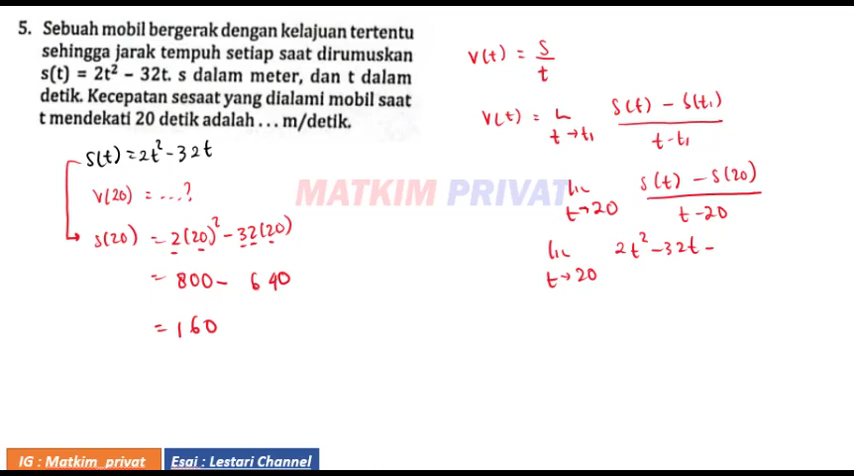 5. Sebuah mobil bergerak dengan kelajuan tertentu
sehingga jarak tempuh setiap saat dirumuskan
s(t) = 2t² – 32t. s dalam meter, dan t dalam
detik. Kecepatan sesaat yang dialami mobil saat
t mendekati 20 detik adalah . . . m/detik.
s(t) = 2t² - 32t
v(20) = ...?
s(20) = 2(20)² - 32(20)
= 800 - 640
= 160
v(t) = s/t
v(t) = lim t→t₁ (s(t) - s(t₁))/(t - t₁)
lim t→20 (s(t) - s(20))/(t - 20)
lim t→20 2t² - 32t -
MATKIM PRIVAT
IG : Matkim_privat
Esai : Lestari Channel